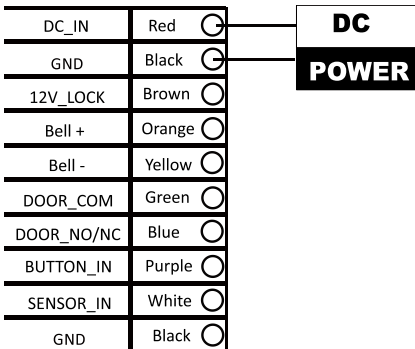 DC_IN Red DC
GND Black POWER
12V_LOCK Brown
Bell + Orange
Bell - Yellow
DOOR_COM Green
DOOR_NO/NC Blue
BUTTON_IN Purple
SENSOR_IN White
GND Black